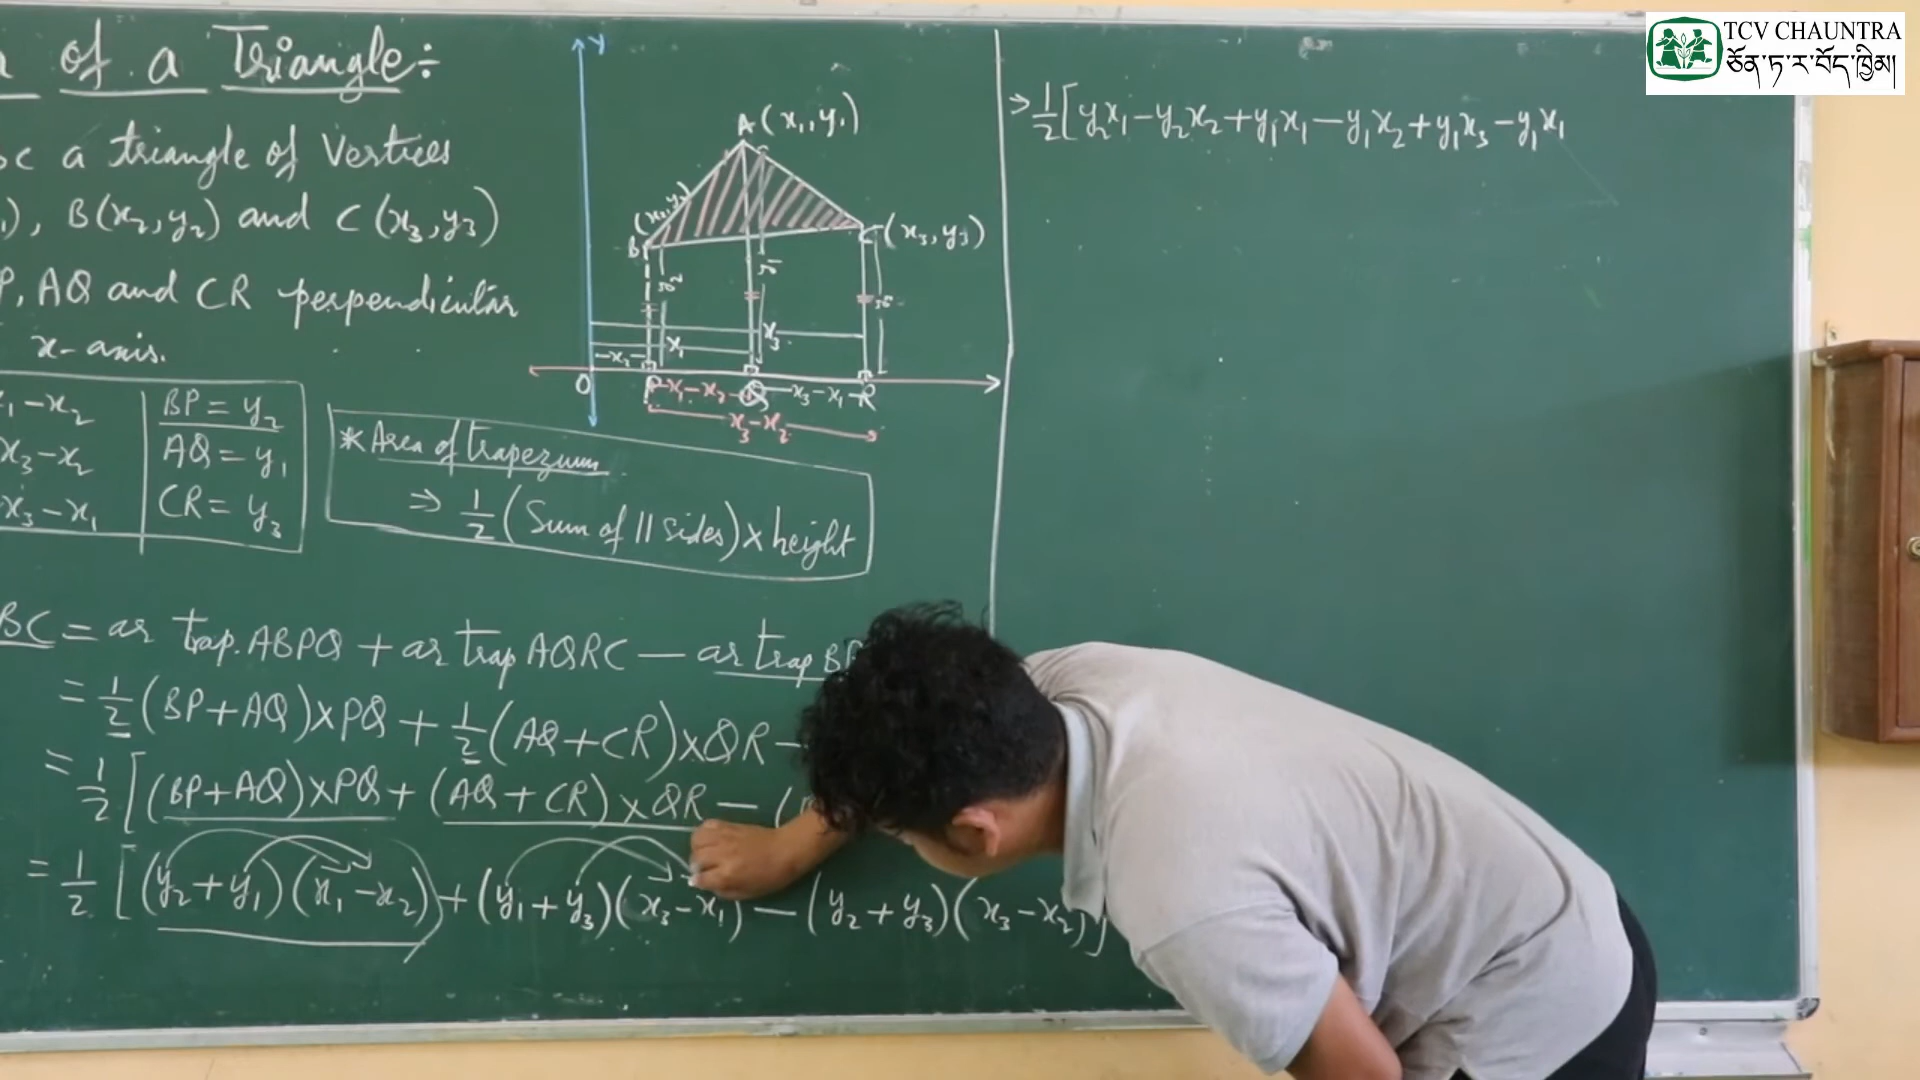 of a Triangle:
a triangle of Vertices
), B(x₂,y₂) and C(x₃,y₃)
P, AQ and CR perpendicular
x-axis.
x₁-x₂
x₃-x₂
x₃-x₁
BP = y₂
AQ = y₁
CR = y₃
Y
A(x₁,y₁)
(x₂,y₂)
B
C(x₃,y₃)
x₃
x₁
-x₂-
O
P x₁-x₂ Q x₃-x₁ R
x₃-x₂
*Area of trapezium
⇒ 1/2 (Sum of || sides) × height
BC = ar trap.ABPQ + ar trap AQRC - ar trap
= 1/2 (BP+AQ)×PQ + 1/2 (AQ+CR)×QR -
= 1/2 [(BP+AQ)×PQ + (AQ+CR)×QR - (
= 1/2 [(y₂+y₁)(x₁-x₂) + (y₁+y₃)(x₃-x₁) - (y₂+y₃)(x₃-x₂)]
⇒ 1/2 [y₂x₁-y₂x₂+y₁x₁-y₁x₂+y₁x₃-y₁x₁
TCV CHAUNTRA
ཅོན་ཏ་ར་བོད་ཁྱིམ།